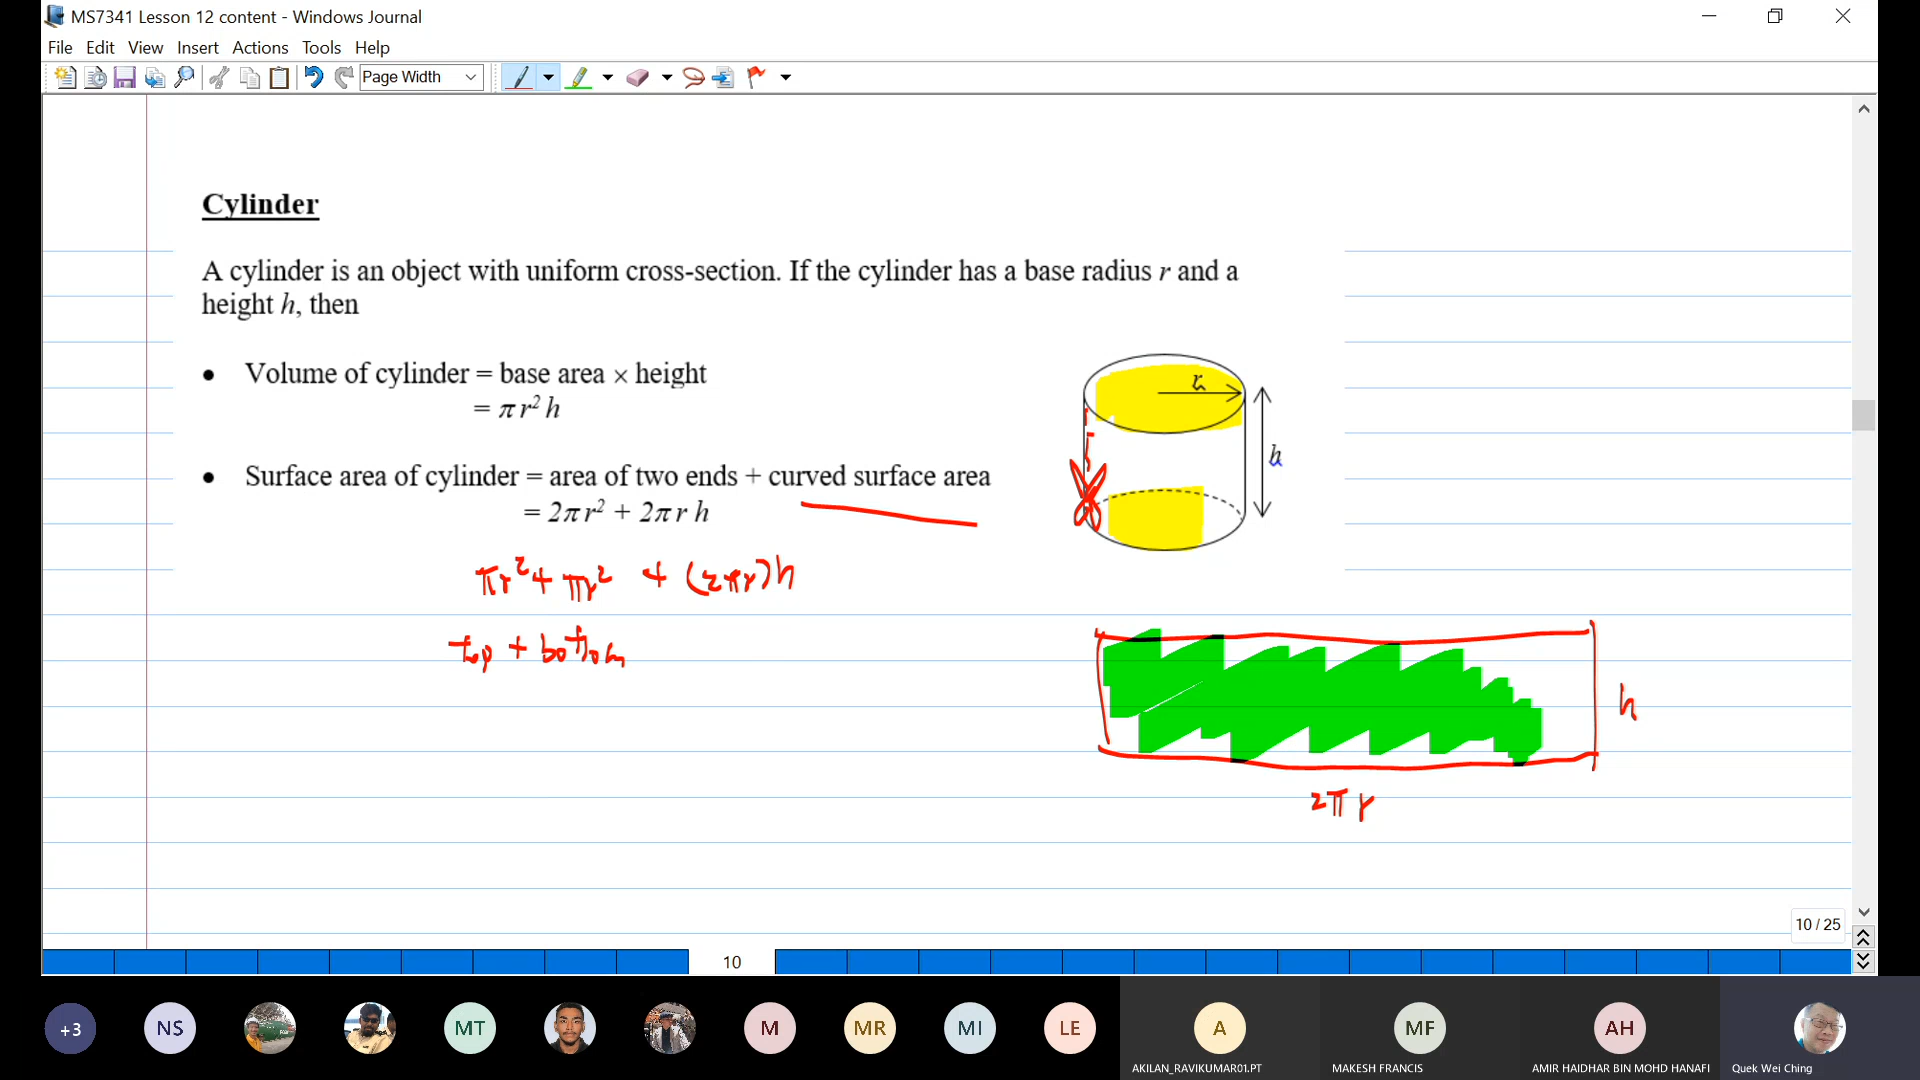 MS7341 Lesson 12 content - Windows Journal
File Edit View Insert Actions Tools Help
Page Width
Cylinder
A cylinder is an object with uniform cross-section. If the cylinder has a base radius r and a
height h, then
• Volume of cylinder = base area × height
= π r² h
r
h
• Surface area of cylinder = area of two ends + curved surface area
= 2π r² + 2π r h
πr² + πr² + (2πr)h
top + bottom
h
2πr
10 / 25
10
+3 NS MT M MR MI LE A MF AH
AKILAN_RAVIKUMAR01.PT MAKESH FRANCIS AMIR HAIDHAR BIN MOHD HANAFI Quek Wei Ching